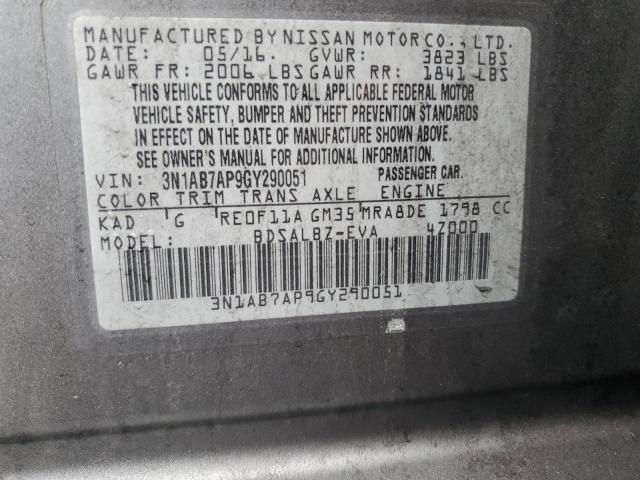 MANUFACTURED BY NISSAN MOTOR CO., LTD.
DATE: 05/16. GVWR: 3823 LBS
GAWR FR: 2006 LBS GAWR RR: 1841 LBS
THIS VEHICLE CONFORMS TO ALL APPLICABLE FEDERAL MOTOR
VEHICLE SAFETY, BUMPER AND THEFT PREVENTION STANDARDS
IN EFFECT ON THE DATE OF MANUFACTURE SHOWN ABOVE.
SEE OWNER'S MANUAL FOR ADDITIONAL INFORMATION.
VIN: 3N1AB7AP9GY290051 PASSENGER CAR.
COLOR TRIM TRANS AXLE ENGINE
KAD G RE0F11A GM35 MRA8DE 1798 CC
MODEL: BDSALBZ-EVA 4Z000
3N1AB7AP9GY290051